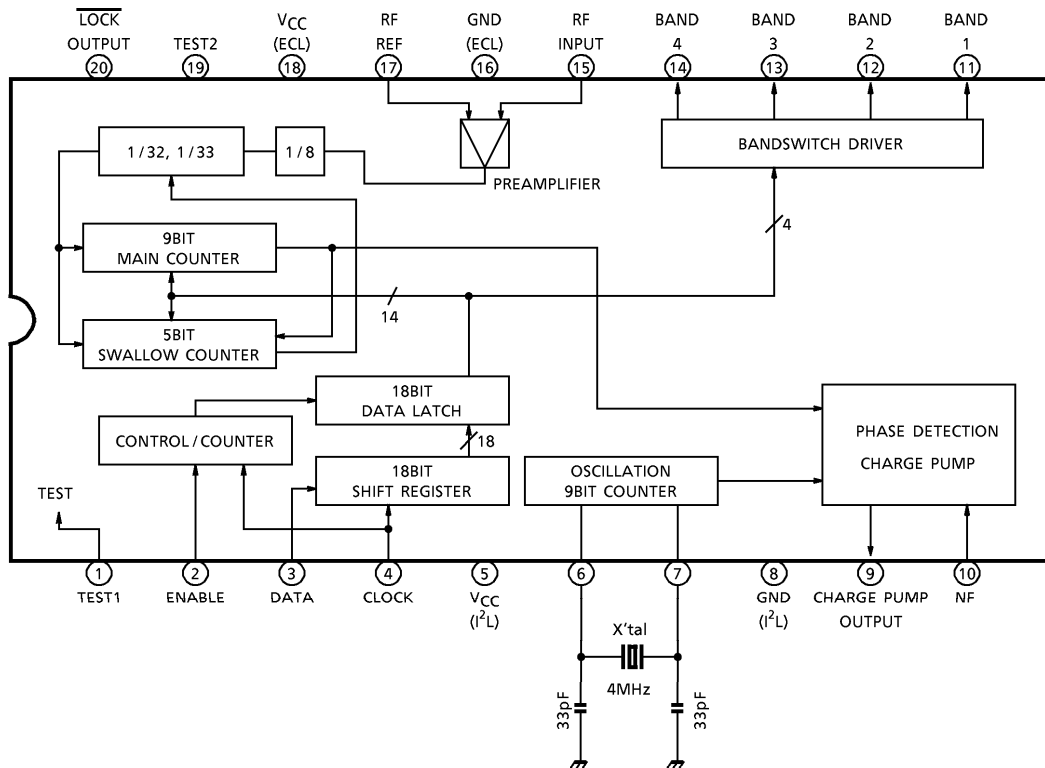 LOCK
OUTPUT
20
TEST2
19
VCC
(ECL)
18
RF
REF
17
GND
(ECL)
16
RF
INPUT
15
BAND
4
14
BAND
3
13
BAND
2
12
BAND
1
11
1/32, 1/33
1/8
PREAMPLIFIER
BANDSWITCH DRIVER
4
9BIT
MAIN COUNTER
14
5BIT
SWALLOW COUNTER
18BIT
DATA LATCH
18
CONTROL/COUNTER
18BIT
SHIFT REGISTER
OSCILLATION
9BIT COUNTER
PHASE DETECTION
CHARGE PUMP
TEST
1
TEST1
2
ENABLE
3
DATA
4
CLOCK
5
VCC
(I²L)
6
7
8
GND
(I²L)
9
CHARGE PUMP
OUTPUT
10
NF
X'tal
4MHz
33pF
33pF